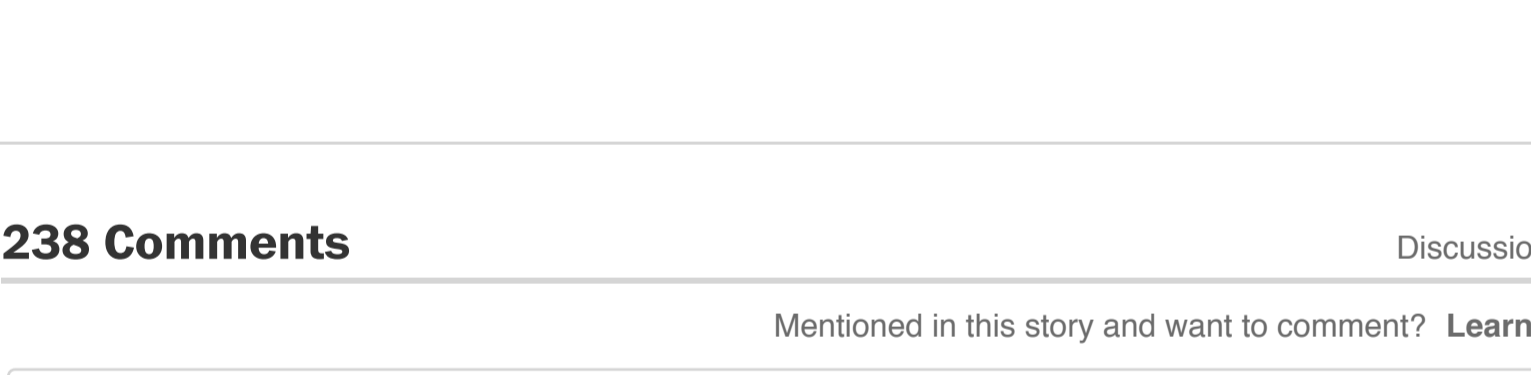 238 Comments
Discussio
Mentioned in this story and want to comment? Learn